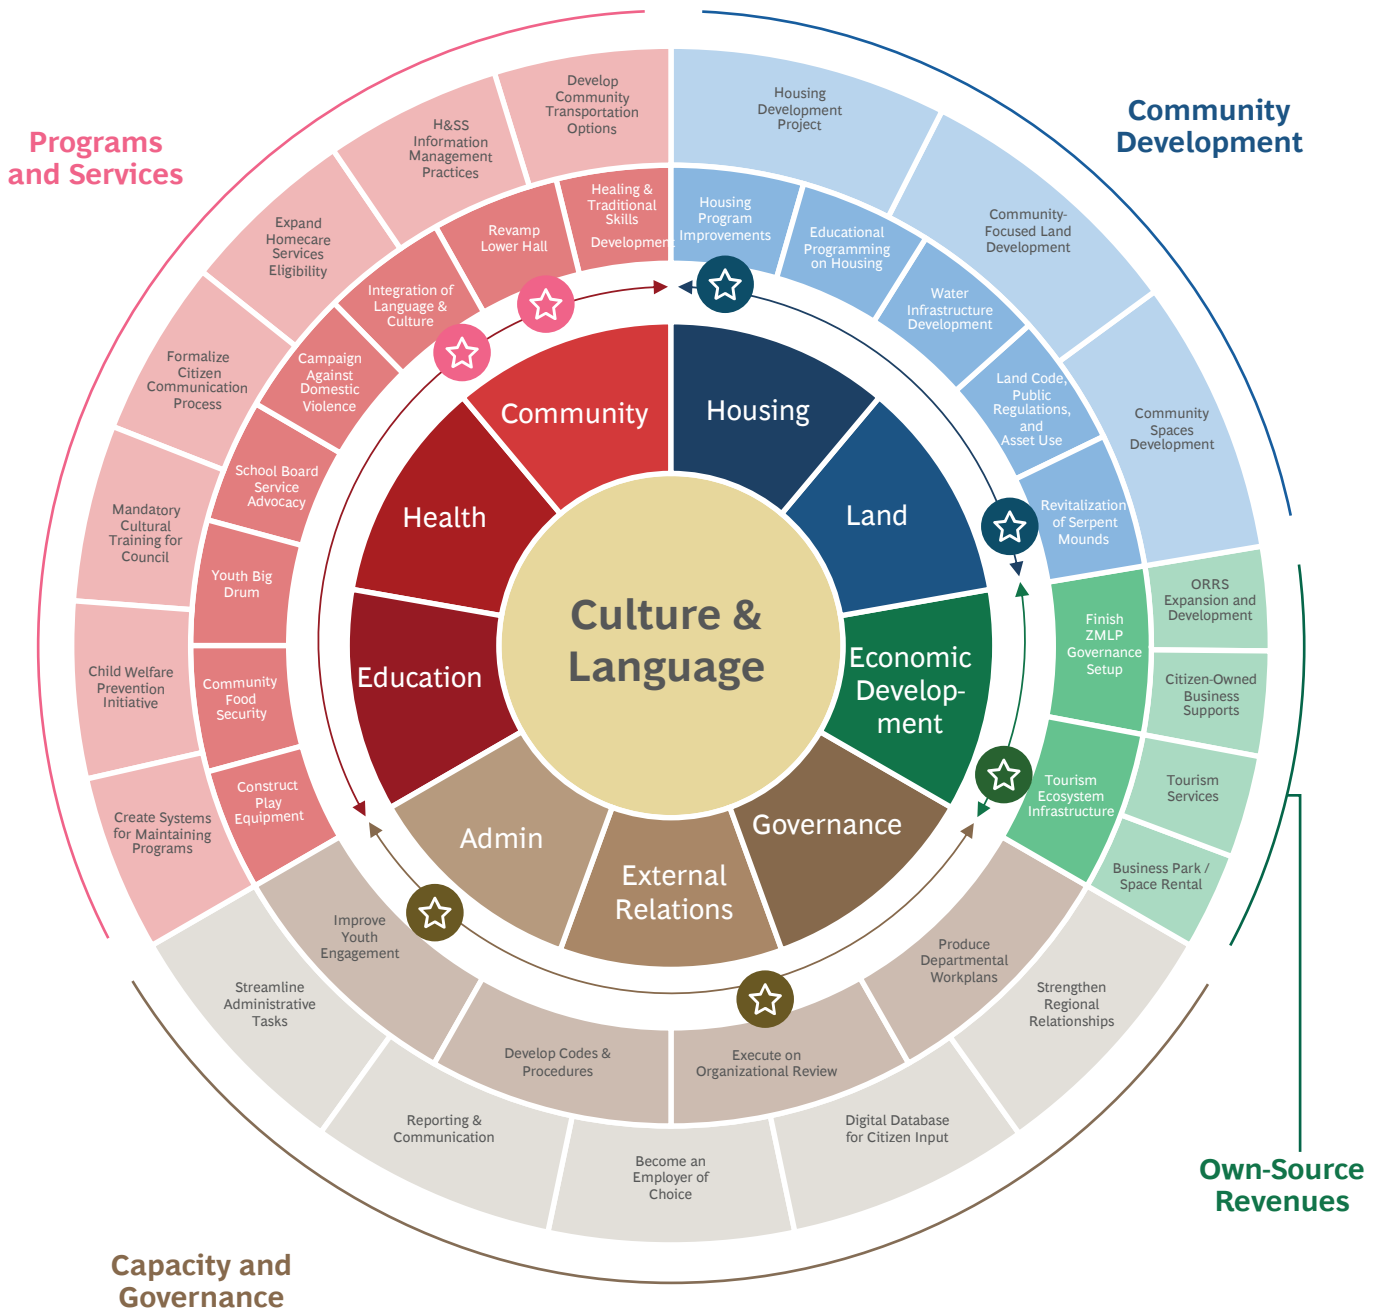 Programs
and Services
Community
Development
Own-Source
Revenues
Capacity and
Governance
Culture &
Language
Community
Housing
Land
Economic
Develop-
ment
Governance
External
Relations
Admin
Education
Health
Housing
Program
Improvements
Educational
Programming
on Housing
Water
Infrastructure
Development
Land Code,
Public
Regulations,
and
Asset Use
Revitalization
of Serpent
Mounds
Finish
ZMLP
Governance
Setup
Tourism
Ecosystem
Infrastructure
Produce
Departmental
Workplans
Execute on
Organizational Review
Develop Codes &
Procedures
Improve
Youth
Engagement
Construct
Play
Equipment
Community
Food
Security
Youth Big
Drum
School Board
Service
Advocacy
Campaign
Against
Domestic
Violence
Integration of
Language &
Culture
Revamp
Lower Hall
Healing &
Traditional
Skills
Development
Housing
Development
Project
Community-
Focused Land
Development
Community
Spaces
Development
ORRS
Expansion and
Development
Citizen-Owned
Business
Supports
Tourism
Services
Business Park /
Space Rental
Strengthen
Regional
Relationships
Digital Database
for Citizen Input
Become an
Employer of
Choice
Reporting &
Communication
Streamline
Administrative
Tasks
Create Systems
for Maintaining
Programs
Child Welfare
Prevention
Initiative
Mandatory
Cultural
Training for
Council
Formalize
Citizen
Communication
Process
Expand
Homecare
Services
Eligibility
H&SS
Information
Management
Practices
Develop
Community
Transportation
Options